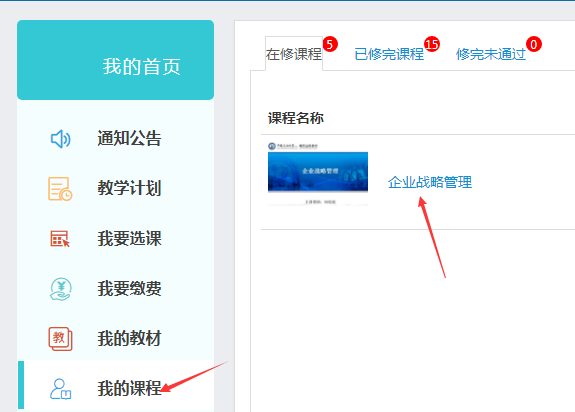 我的首页
通知公告
教学计划
我要选课
我要缴费
教
我的教材
我的课程
在修课程 5
已修完课程 15
修完未通过 0
课程名称
企业战略管理
企业战略管理